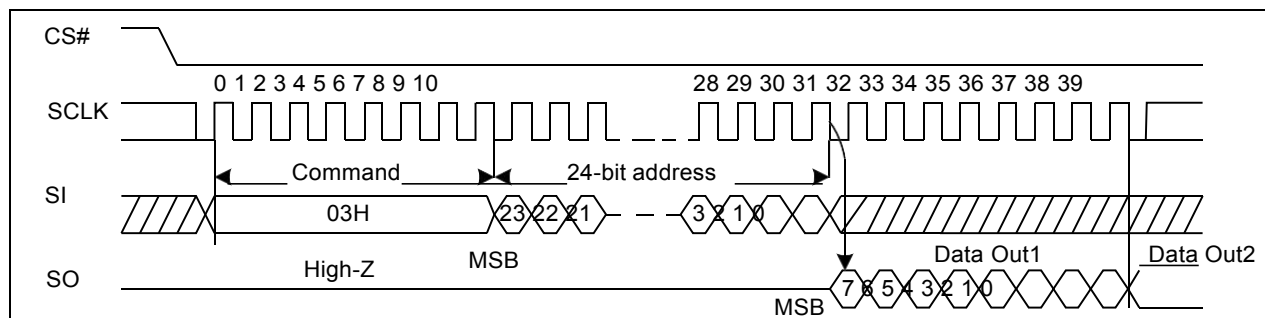 CS#
0 1 2 3 4 5 6 7 8 9 10 28 29 30 31 32 33 34 35 36 37 38 39
SCLK
Command 24-bit address
SI
03H 23 22 21 3 2 1 0
High-Z MSB Data Out1 Data Out2
SO
MSB 7 6 5 4 3 2 1 0